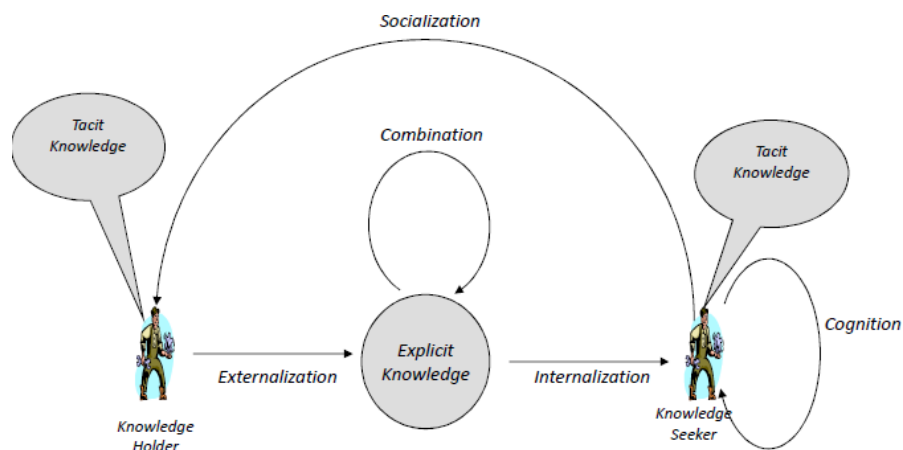 Socialization
Tacit
Knowledge
Combination
Tacit
Knowledge
Cognition
Explicit
Knowledge
Externalization
Internalization
Knowledge
Holder
Knowledge
Seeker